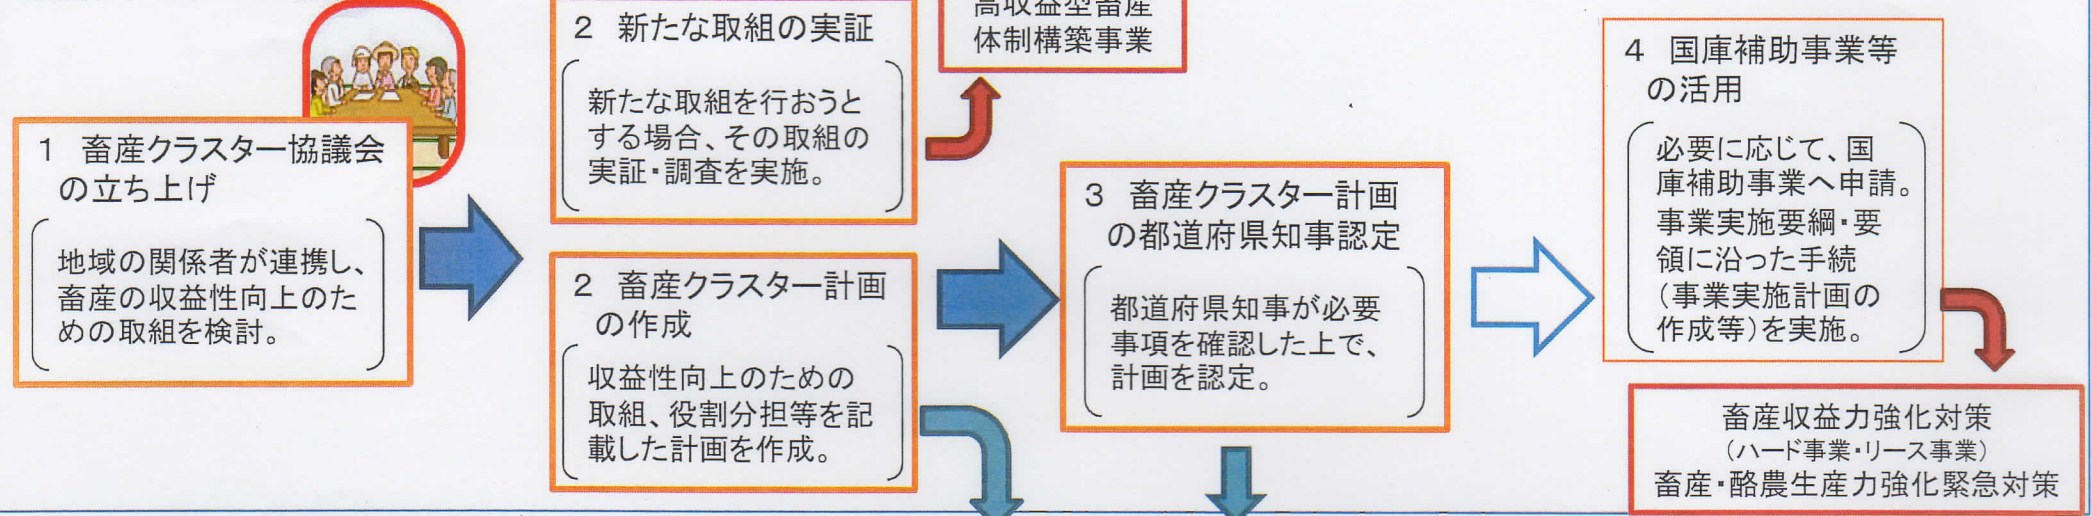 1 畜産クラスター協議会
の立ち上げ
地域の関係者が連携し、
畜産の収益性向上のた
めの取組を検討。
2 新たな取組の実証
新たな取組を行おうと
する場合、その取組の
実証・調査を実施。
高収益型畜産
体制構築事業
2 畜産クラスター計画
の作成
収益性向上のための
取組、役割分担等を記
載した計画を作成。
3 畜産クラスター計画
の都道府県知事認定
都道府県知事が必要
事項を確認した上で、
計画を認定。
4 国庫補助事業等
の活用
必要に応じて、国
庫補助事業へ申請。
事業実施要綱・要
領に沿った手続
(事業実施計画の
作成等)を実施。
畜産収益力強化対策
(ハード事業・リース事業)
畜産・酪農生産力強化緊急対策